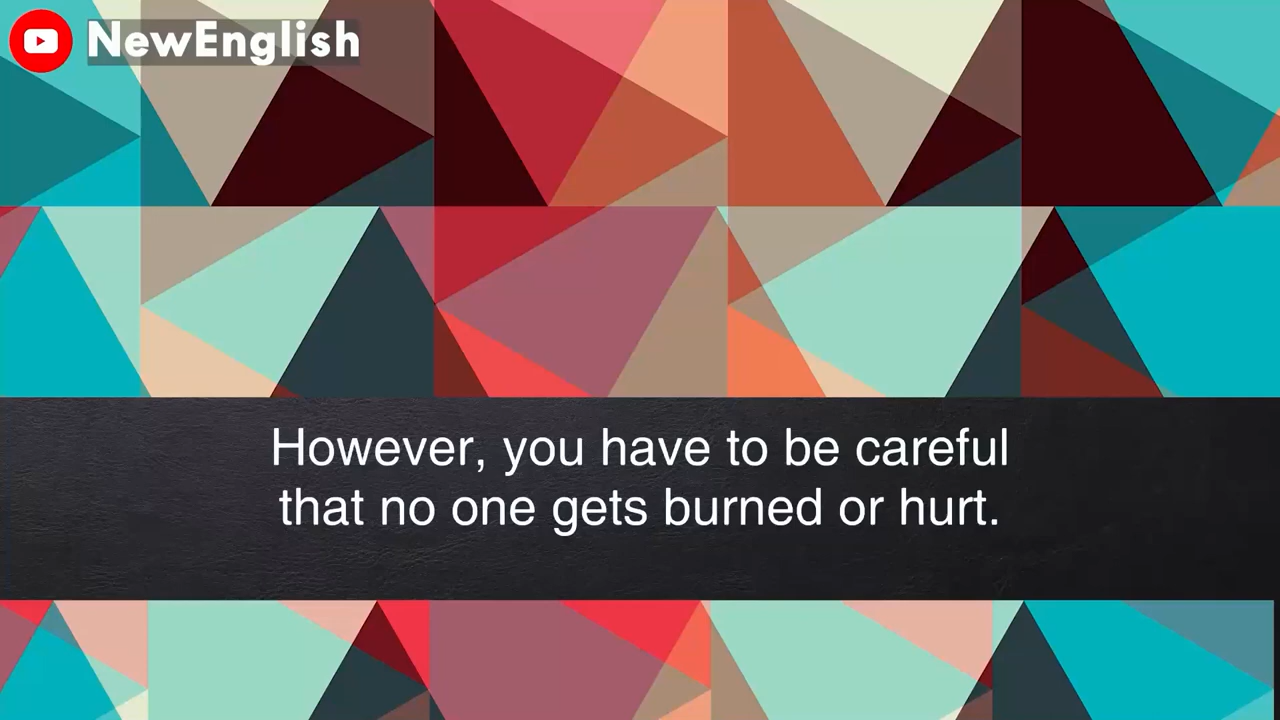 NewEnglish
However, you have to be careful
that no one gets burned or hurt.